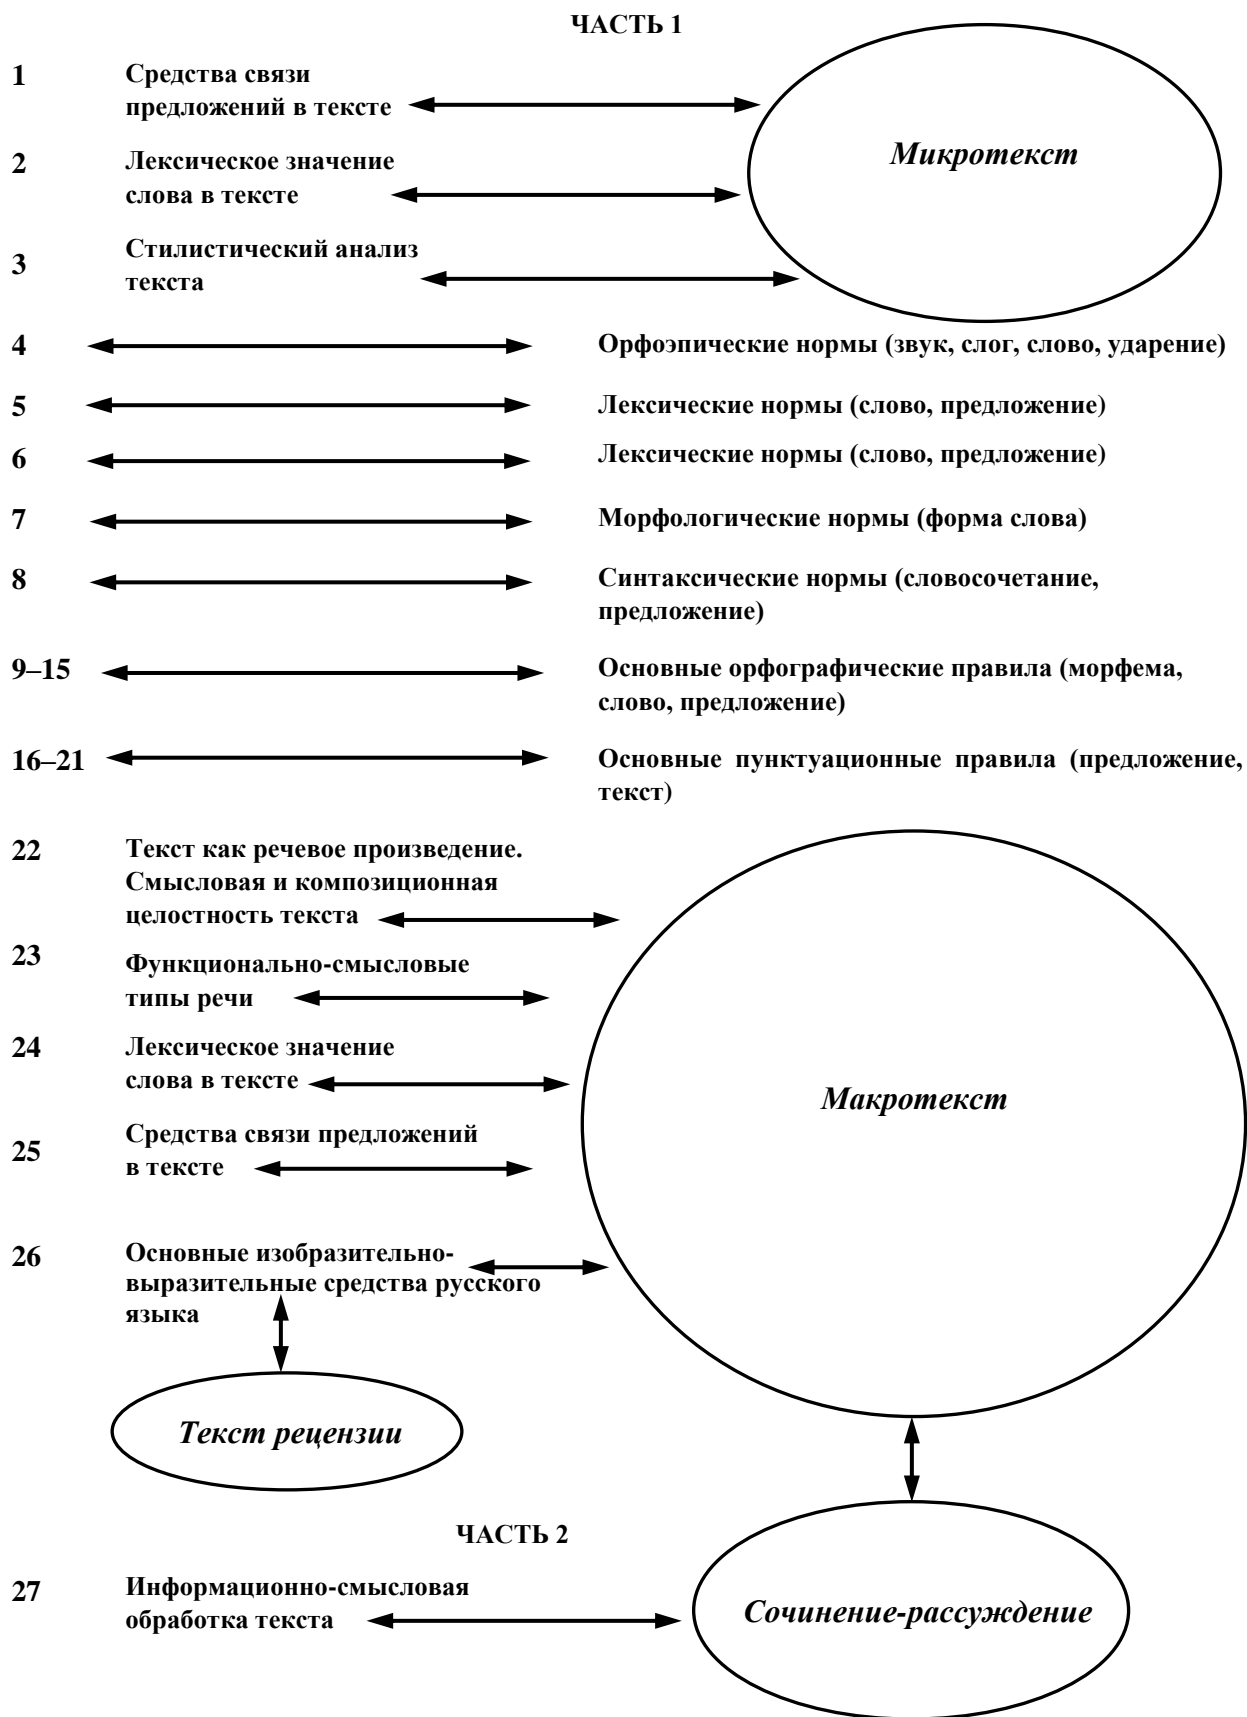 ЧАСТЬ 1
1 Средства связи
предложений в тексте
Микротекст
2 Лексическое значение
слова в тексте
3 Стилистический анализ
текста
4 Орфоэпические нормы (звук, слог, слово, ударение)
5 Лексические нормы (слово, предложение)
6 Лексические нормы (слово, предложение)
7 Морфологические нормы (форма слова)
8 Синтаксические нормы (словосочетание,
предложение)
9–15 Основные орфографические правила (морфема,
слово, предложение)
16–21 Основные пунктуационные правила (предложение,
текст)
22 Текст как речевое произведение.
Смысловая и композиционная
целостность текста
23 Функционально-смысловые
типы речи
24 Лексическое значение
слова в тексте
Макротекст
25 Средства связи предложений
в тексте
26 Основные изобразительно-
выразительные средства русского
языка
Текст рецензии
ЧАСТЬ 2
27 Информационно-смысловая
обработка текста
Сочинение-рассуждение